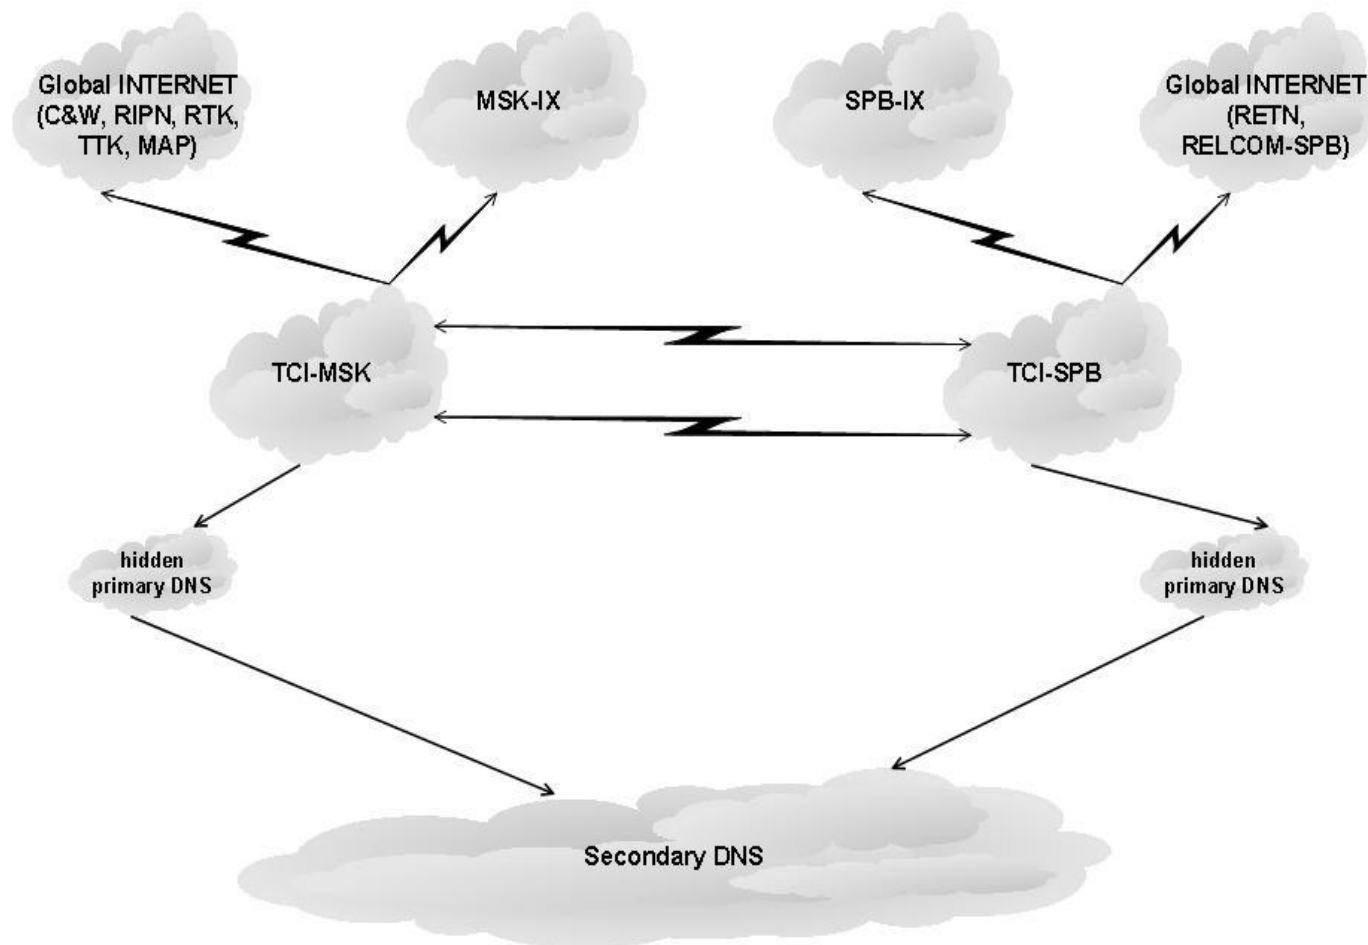 Global INTERNET
(C&W, RIPN, RTK,
TTK, MAP)
MSK-IX
SPB-IX
Global INTERNET
(RETN,
RELCOM-SPB)
TCI-MSK
TCI-SPB
hidden
primary DNS
hidden
primary DNS
Secondary DNS